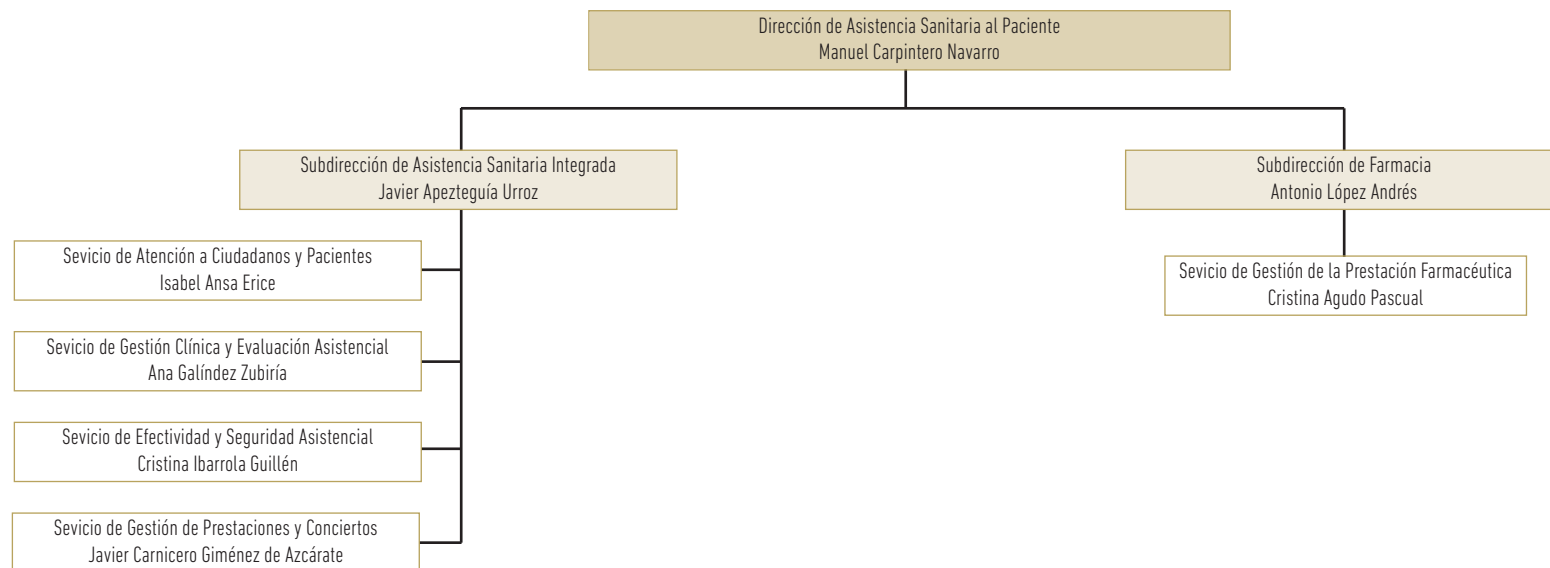 Dirección de Asistencia Sanitaria al Paciente
Manuel Carpintero Navarro
Subdirección de Asistencia Sanitaria Integrada
Javier Apezteguía Urroz
Subdirección de Farmacia
Antonio López Andrés
Sevicio de Atención a Ciudadanos y Pacientes
Isabel Ansa Erice
Sevicio de Gestión de la Prestación Farmacéutica
Cristina Agudo Pascual
Sevicio de Gestión Clínica y Evaluación Asistencial
Ana Galíndez Zubiría
Sevicio de Efectividad y Seguridad Asistencial
Cristina Ibarrola Guillén
Sevicio de Gestión de Prestaciones y Conciertos
Javier Carnicero Giménez de Azcárate